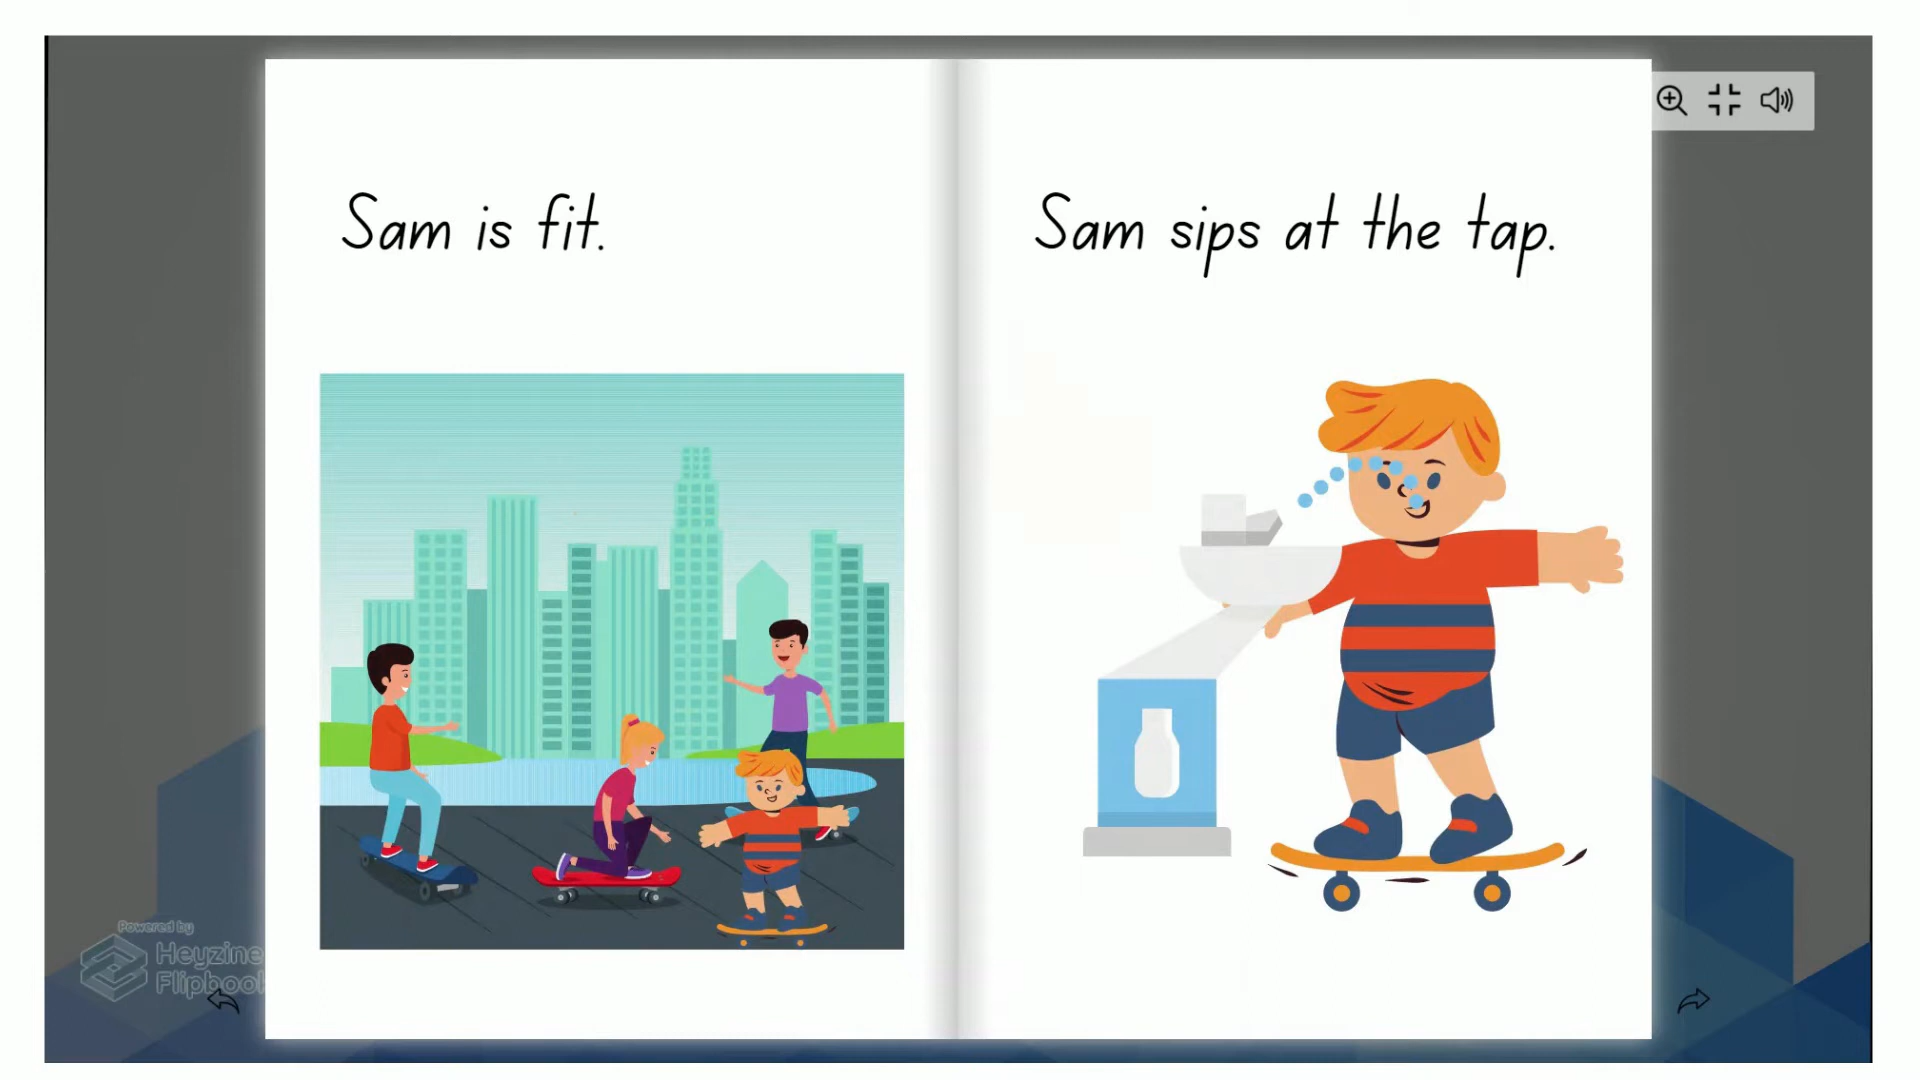 Sam is fit.
Sam sips at the tap.
Powered by
Heyzine
Flipbook